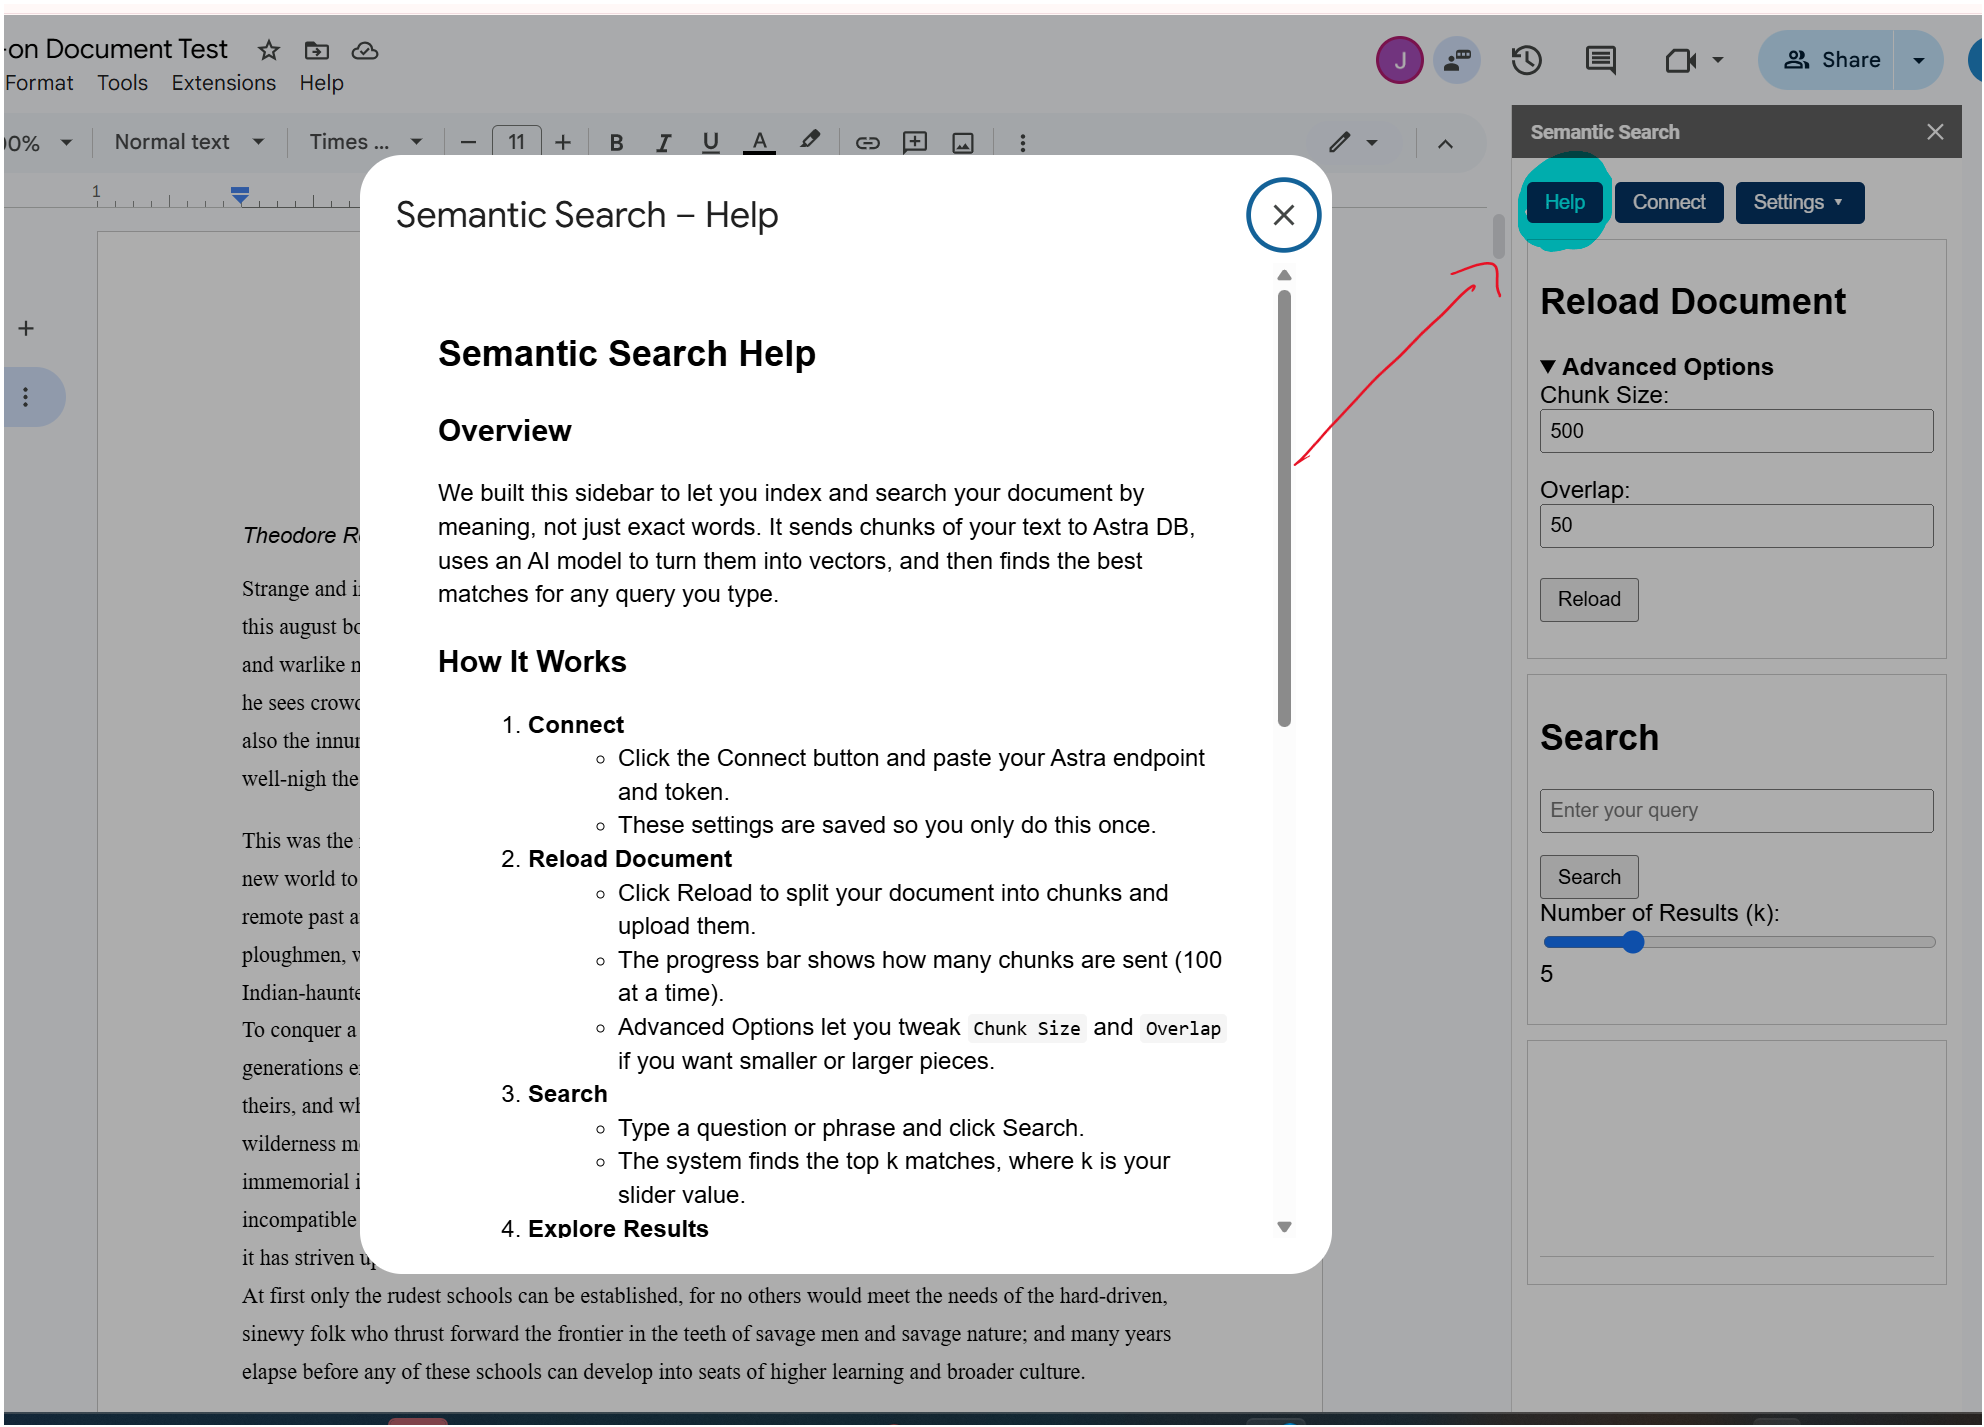 -on Document Test
Format Tools Extensions Help
J
Share
00% Normal text Times ... 11 B I U A
1
Semantic Search – Help
Semantic Search Help
Overview
We built this sidebar to let you index and search your document by
meaning, not just exact words. It sends chunks of your text to Astra DB,
uses an AI model to turn them into vectors, and then finds the best
matches for any query you type.
How It Works
1. Connect
Click the Connect button and paste your Astra endpoint
and token.
These settings are saved so you only do this once.
2. Reload Document
Click Reload to split your document into chunks and
upload them.
The progress bar shows how many chunks are sent (100
at a time).
Advanced Options let you tweak Chunk Size and Overlap
if you want smaller or larger pieces.
3. Search
Type a question or phrase and click Search.
The system finds the top k matches, where k is your
slider value.
4. Explore Results
Theodore R
Strange and i
this august bo
and warlike
he sees crow
also the innu
well-nigh the
This was the
new world to
remote past a
ploughmen, w
Indian-haunte
To conquer a
generations e
theirs, and wh
wilderness m
immemorial i
incompatible
it has striven u
At first only the rudest schools can be established, for no others would meet the needs of the hard-driven,
sinewy folk who thrust forward the frontier in the teeth of savage men and savage nature; and many years
elapse before any of these schools can develop into seats of higher learning and broader culture.
Semantic Search
Help Connect Settings
Reload Document
Advanced Options
Chunk Size:
500
Overlap:
50
Reload
Search
Enter your query
Search
Number of Results (k):
5